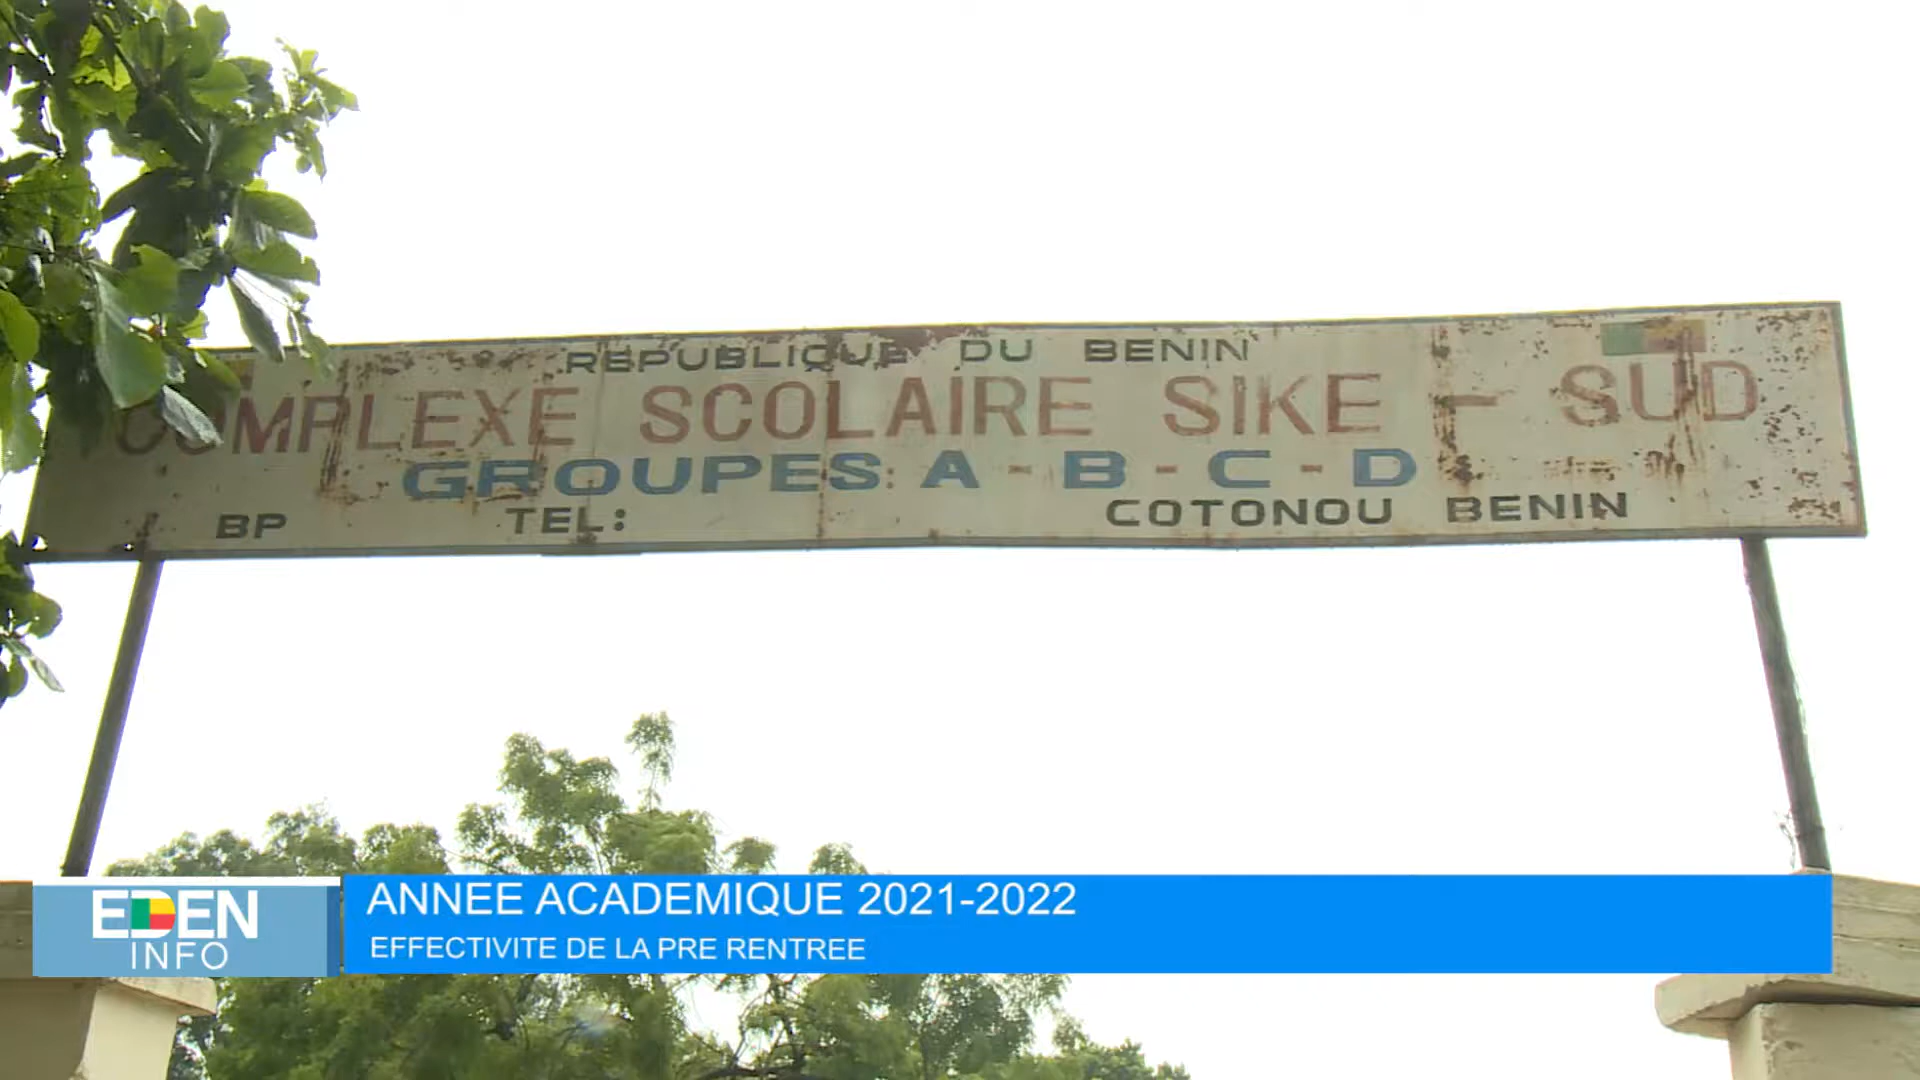 REPUBLIQUE DU BENIN
COMPLEXE SCOLAIRE SIKE - SUD
GROUPES: A - B - C - D
BP TEL: COTONOU BENIN
EDEN
INFO
ANNEE ACADEMIQUE 2021-2022
EFFECTIVITE DE LA PRE RENTREE